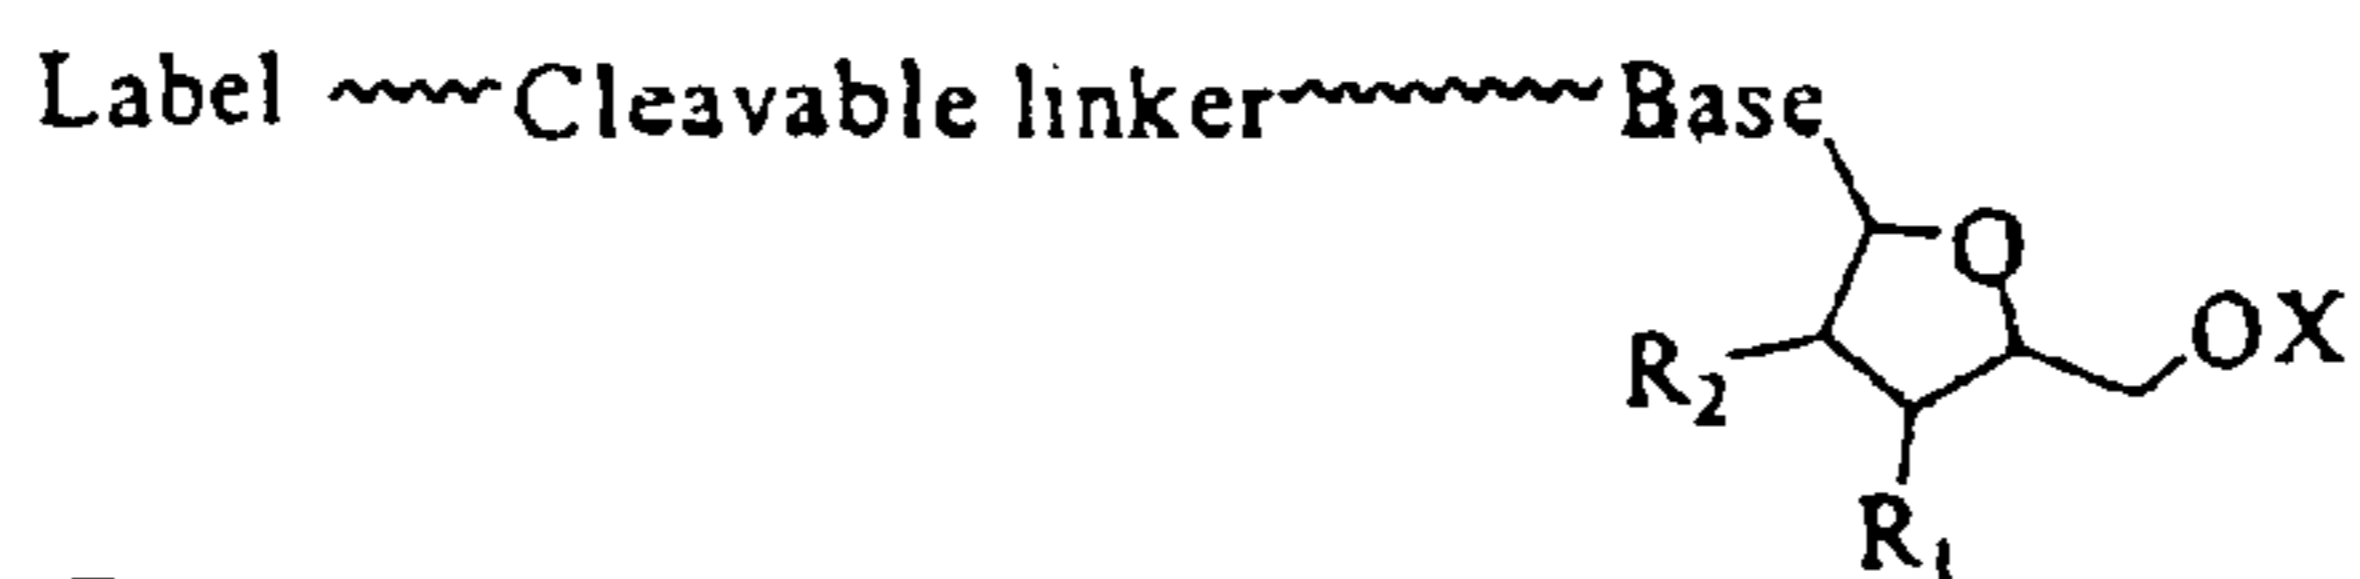 Label Cleavable linker Base
O
OX
R₂
R₁